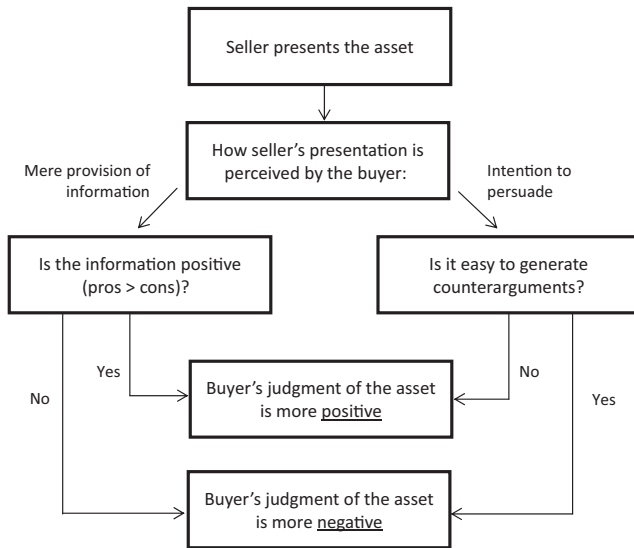 Seller presents the asset
How seller's presentation is
perceived by the buyer:
Mere provision of
information
Intention to
persuade
Is the information positive
(pros > cons)?
Is it easy to generate
counterarguments?
Yes
No
No
Yes
Buyer's judgment of the asset
is more positive
Buyer's judgment of the asset
is more negative